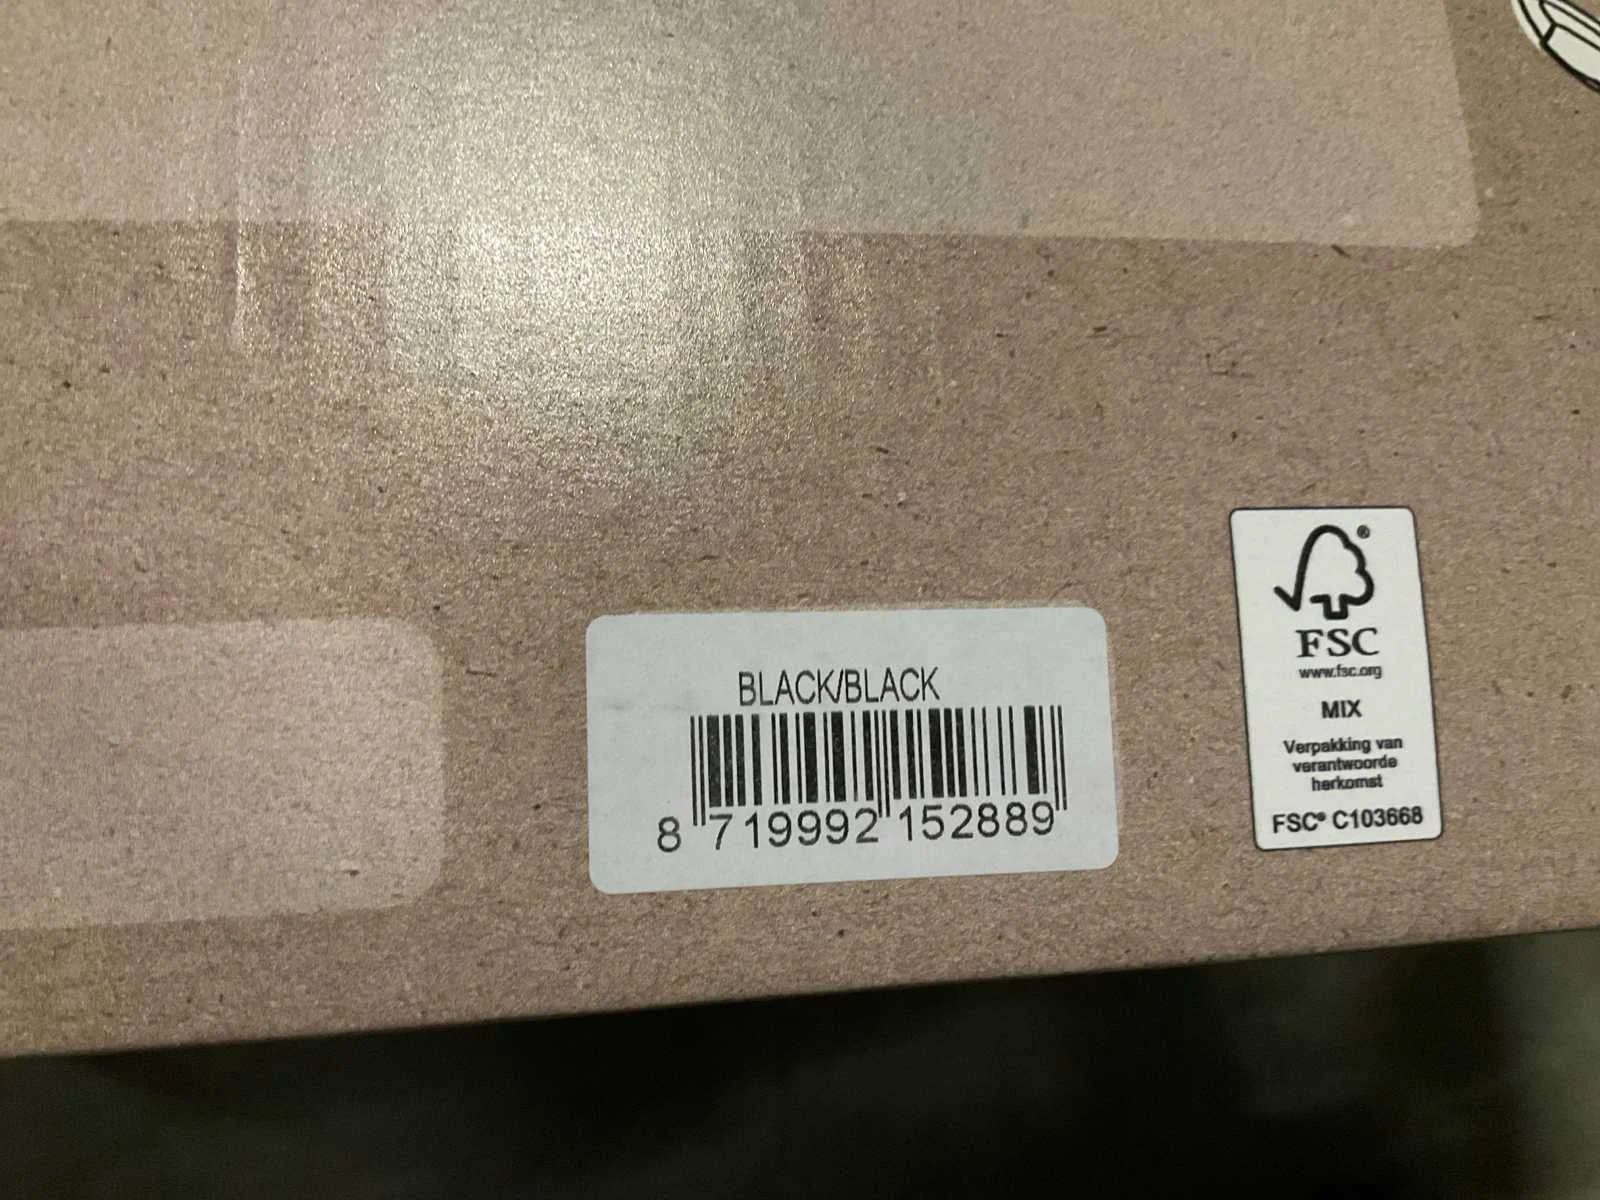 BLACK/BLACK
8 719992 152889
®
FSC
www.fsc.org
MIX
Verpakking van
verantwoorde
herkomst
FSC® C103668